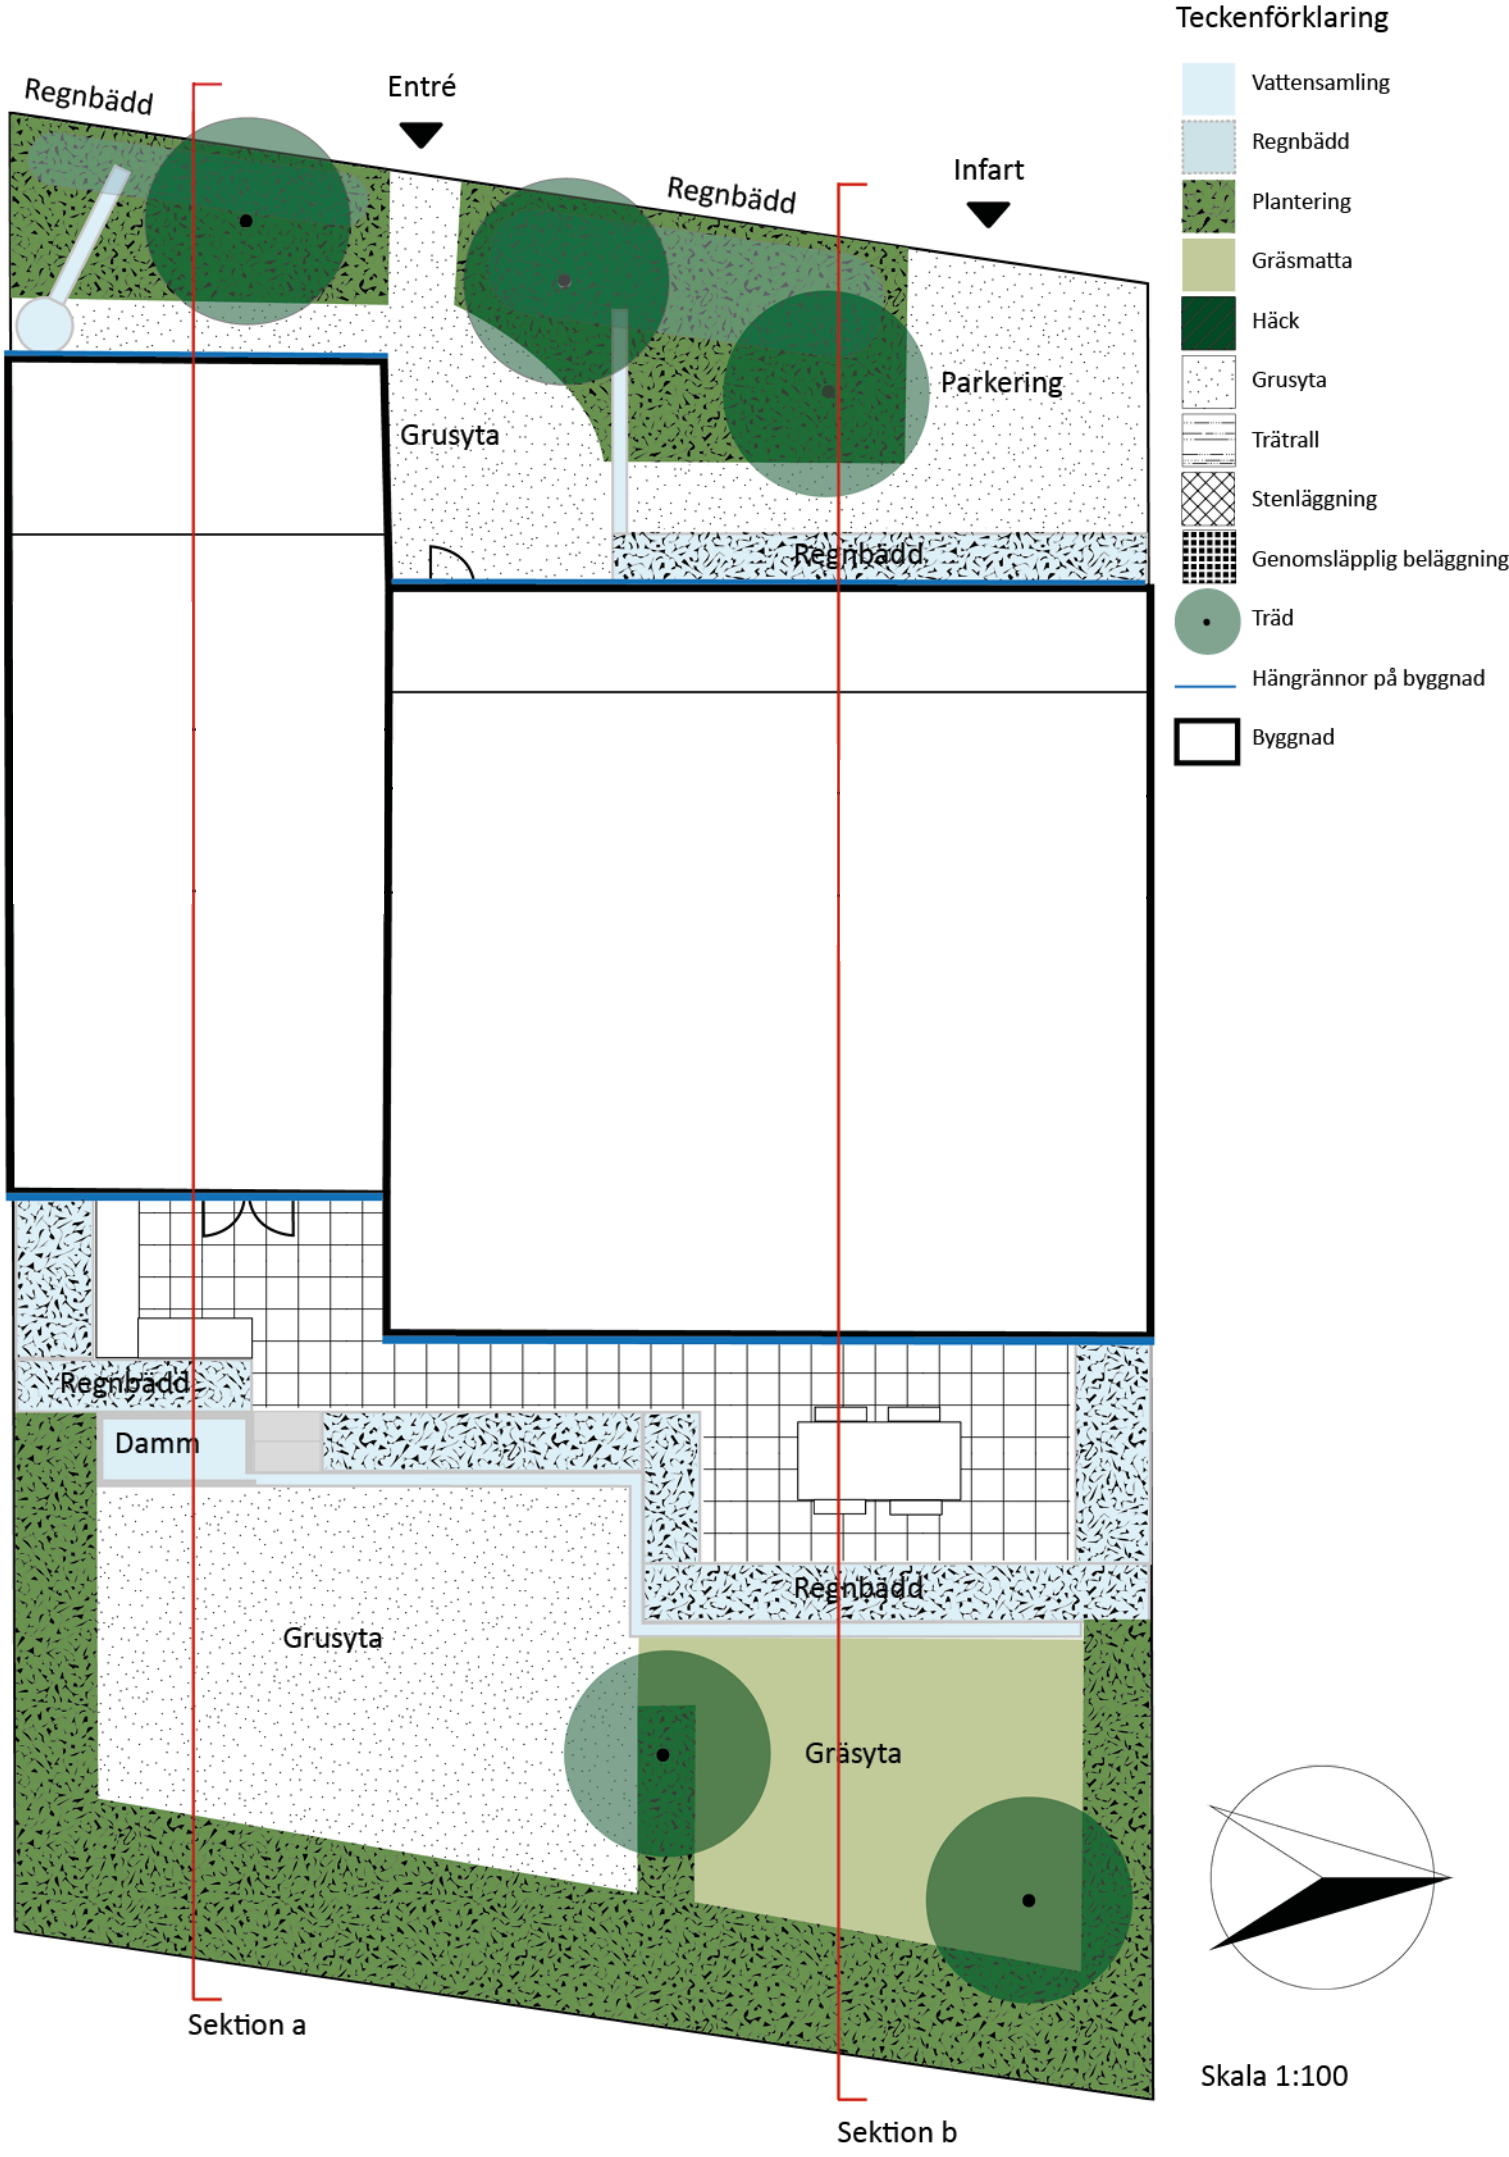 Teckenförklaring
Vattensamling
Regnbädd
Plantering
Gräsmatta
Häck
Grusyta
Trätrall
Stenläggning
Genomsläpplig beläggning
Träd
Hängrännor på byggnad
Byggnad
Regnbädd
Entré
Regnbädd
Infart
Parkering
Grusyta
Regnbädd
Regnbädd
Damm
Regnbädd
Grusyta
Gräsyta
Sektion a
Sektion b
Skala 1:100